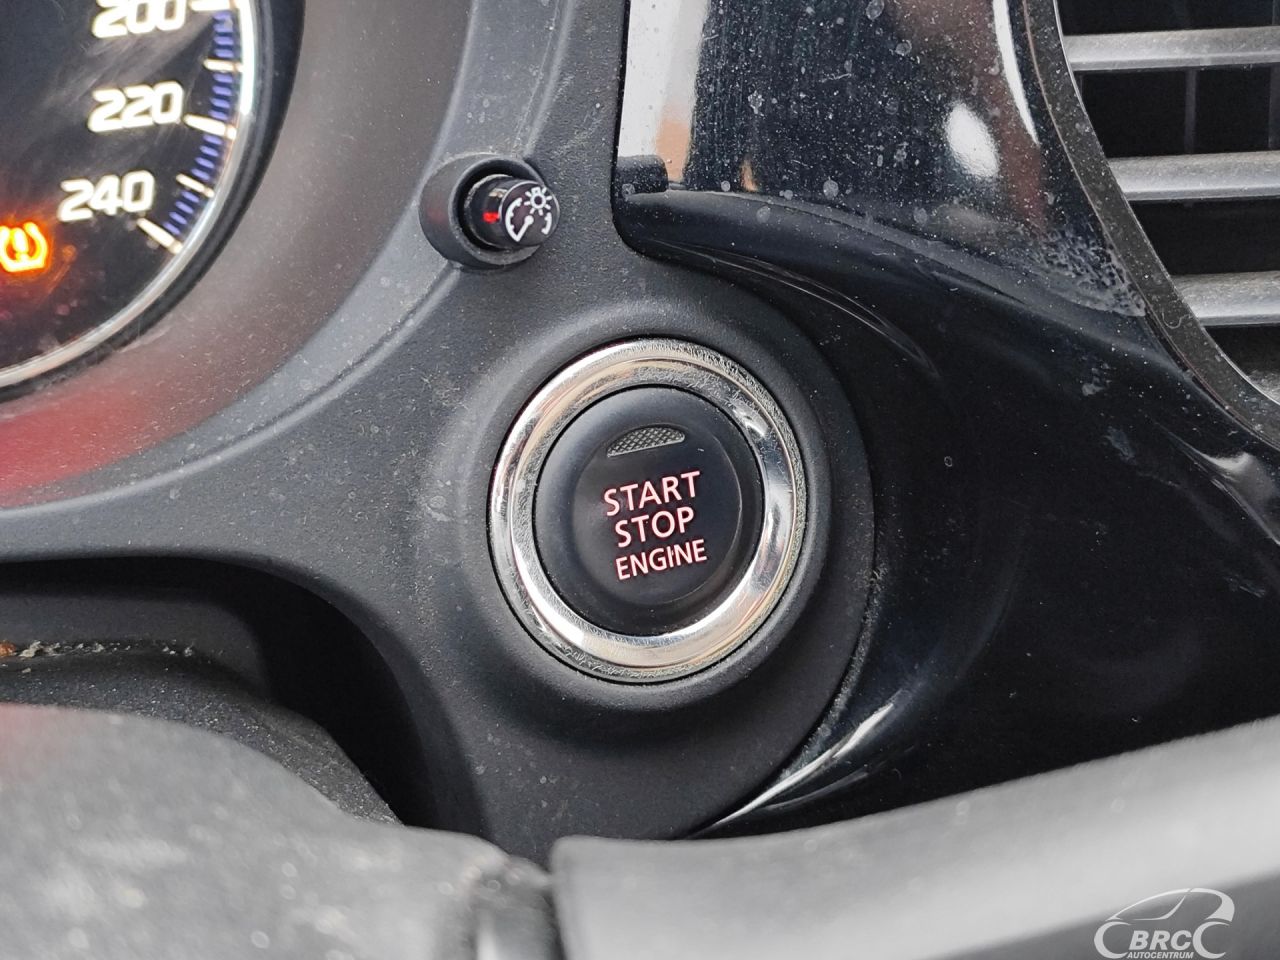 200
220
240
START
STOP
ENGINE
BRC
AUTOCENTRUM